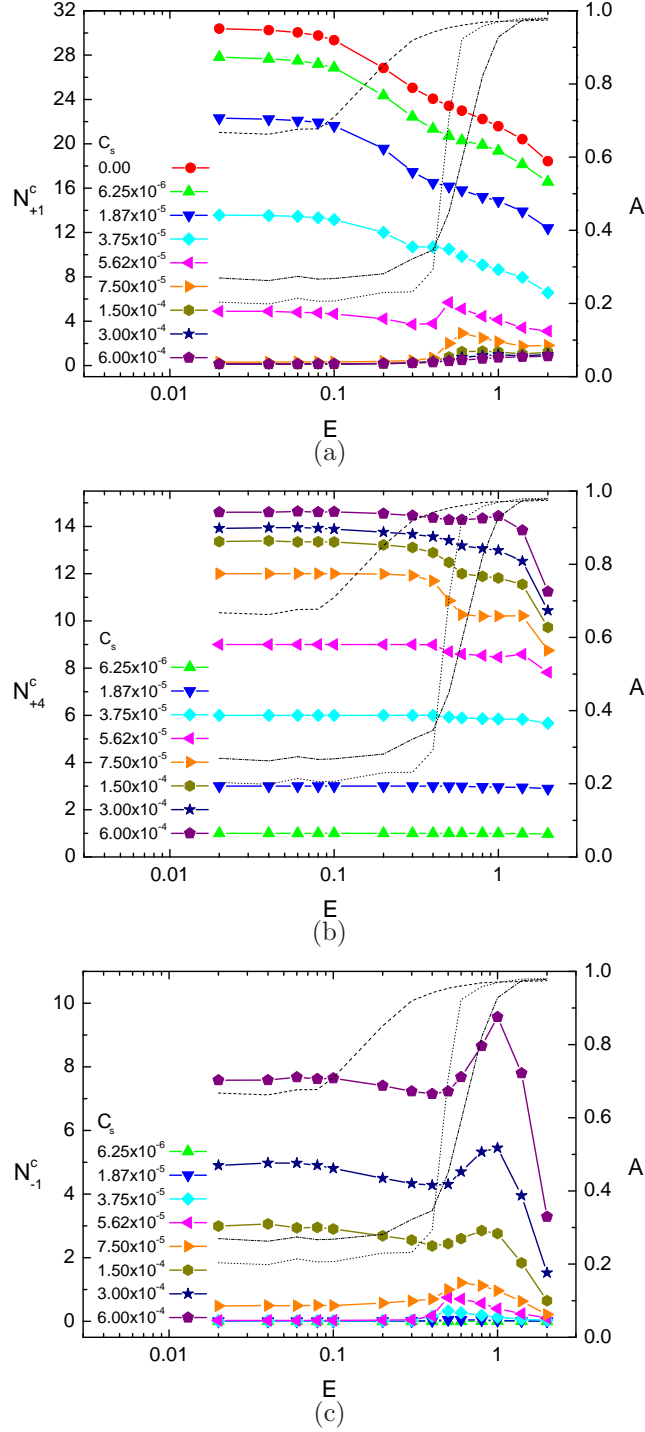 32
28
24
20
16
12
8
4
0
N^c_{+1}
C_s
0.00
6.25x10^-6
1.87x10^-5
3.75x10^-5
5.62x10^-5
7.50x10^-5
1.50x10^-4
3.00x10^-4
6.00x10^-4
1.0
0.8
0.6
0.4
0.2
0.0
A
0.01
0.1
1
E
(a)
14
12
10
8
6
4
2
0
N^c_{+4}
C_s
6.25x10^-6
1.87x10^-5
3.75x10^-5
5.62x10^-5
7.50x10^-5
1.50x10^-4
3.00x10^-4
6.00x10^-4
1.0
0.8
0.6
0.4
0.2
0.0
A
0.01
0.1
1
E
(b)
10
8
6
4
2
0
N^c_{-1}
C_s
6.25x10^-6
1.87x10^-5
3.75x10^-5
5.62x10^-5
7.50x10^-5
1.50x10^-4
3.00x10^-4
6.00x10^-4
1.0
0.8
0.6
0.4
0.2
0.0
A
0.01
0.1
1
E
(c)